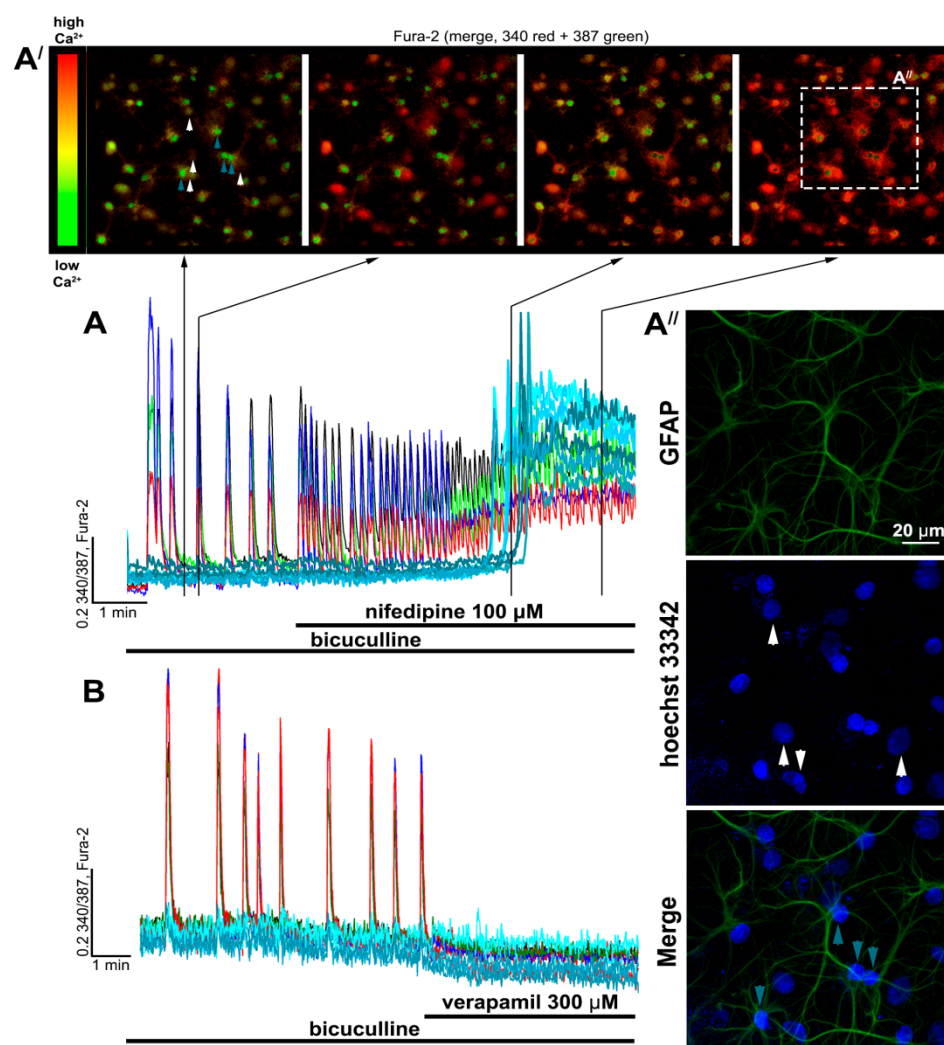 high
Ca²⁺
Fura-2 (merge, 340 red + 387 green)
A/
A//
low
Ca²⁺
A
0.2 340/387, Fura-2
1 min
nifedipine 100 µM
bicuculline
B
0.2 340/387, Fura-2
1 min
verapamil 300 µM
bicuculline
A//
GFAP
20 µm
hoechst 33342
Merge